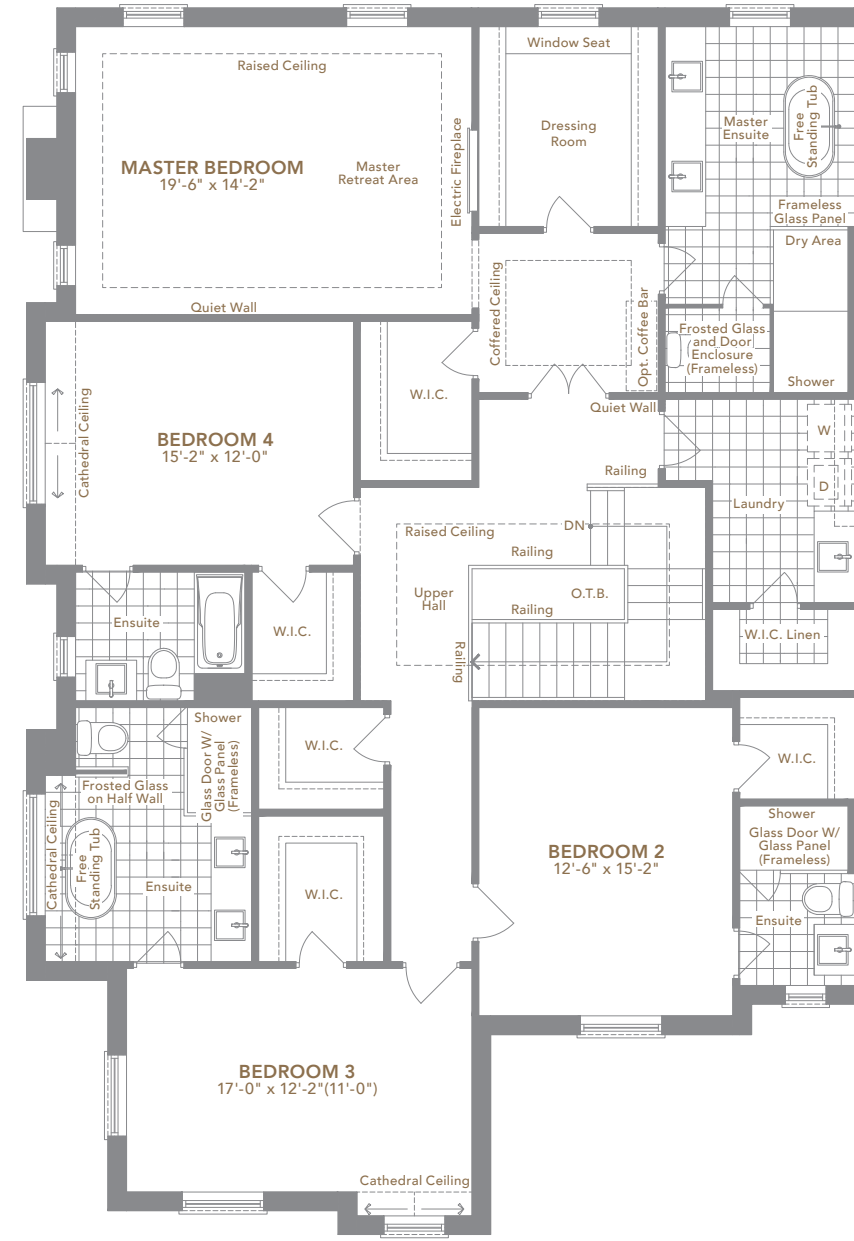 Raised Ceiling
MASTER BEDROOM
19'-6" x 14'-2"
Master
Retreat Area
Electric Fireplace
Quiet Wall
Window Seat
Dressing
Room
Master
Ensuite
Free
Standing Tub
Frameless
Glass Panel
Dry Area
Shower
Frosted Glass
and Door
Enclosure
(Frameless)
Coffered Ceiling
Opt. Coffee Bar
W.I.C.
Quiet Wall
Cathedral Ceiling
BEDROOM 4
15'-2" x 12'-0"
Railing
W
D
Laundry
W.I.C. Linen
Raised Ceiling
DN
Railing
Upper
Hall
O.T.B.
Railing
Railing
Ensuite
W.I.C.
Shower
Glass Door W/
Glass Panel
(Frameless)
Frosted Glass
on Half Wall
Cathedral Ceiling
Free
Standing Tub
Ensuite
W.I.C.
W.I.C.
BEDROOM 2
12'-6" x 15'-2"
W.I.C.
Shower
Glass Door W/
Glass Panel
(Frameless)
Ensuite
BEDROOM 3
17'-0" x 12'-2"(11'-0")
Cathedral Ceiling